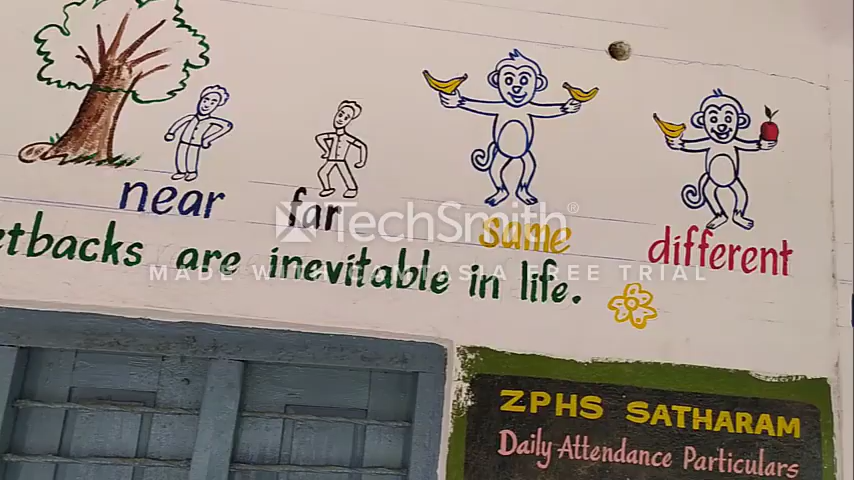 near far same different
etbacks are inevitable in life.
TechSmith®
MADE WITH CAMTASIA FREE TRIAL
ZPHS SATHARAM
Daily Attendance Particulars